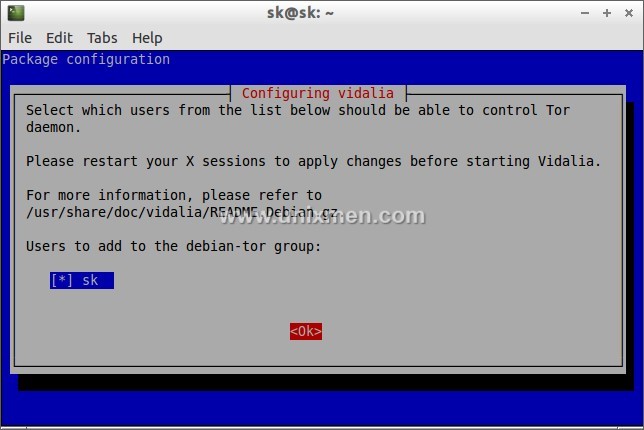 sk@sk: ~
File Edit Tabs Help
Package configuration
Configuring vidalia
Select which users from the list below should be able to control Tor
daemon.
Please restart your X sessions to apply changes before starting Vidalia.
For more information, please refer to
/usr/share/doc/vidalia/README.Debian.gz
www.unixmen.com
Users to add to the debian-tor group:
[*] sk
<Ok>